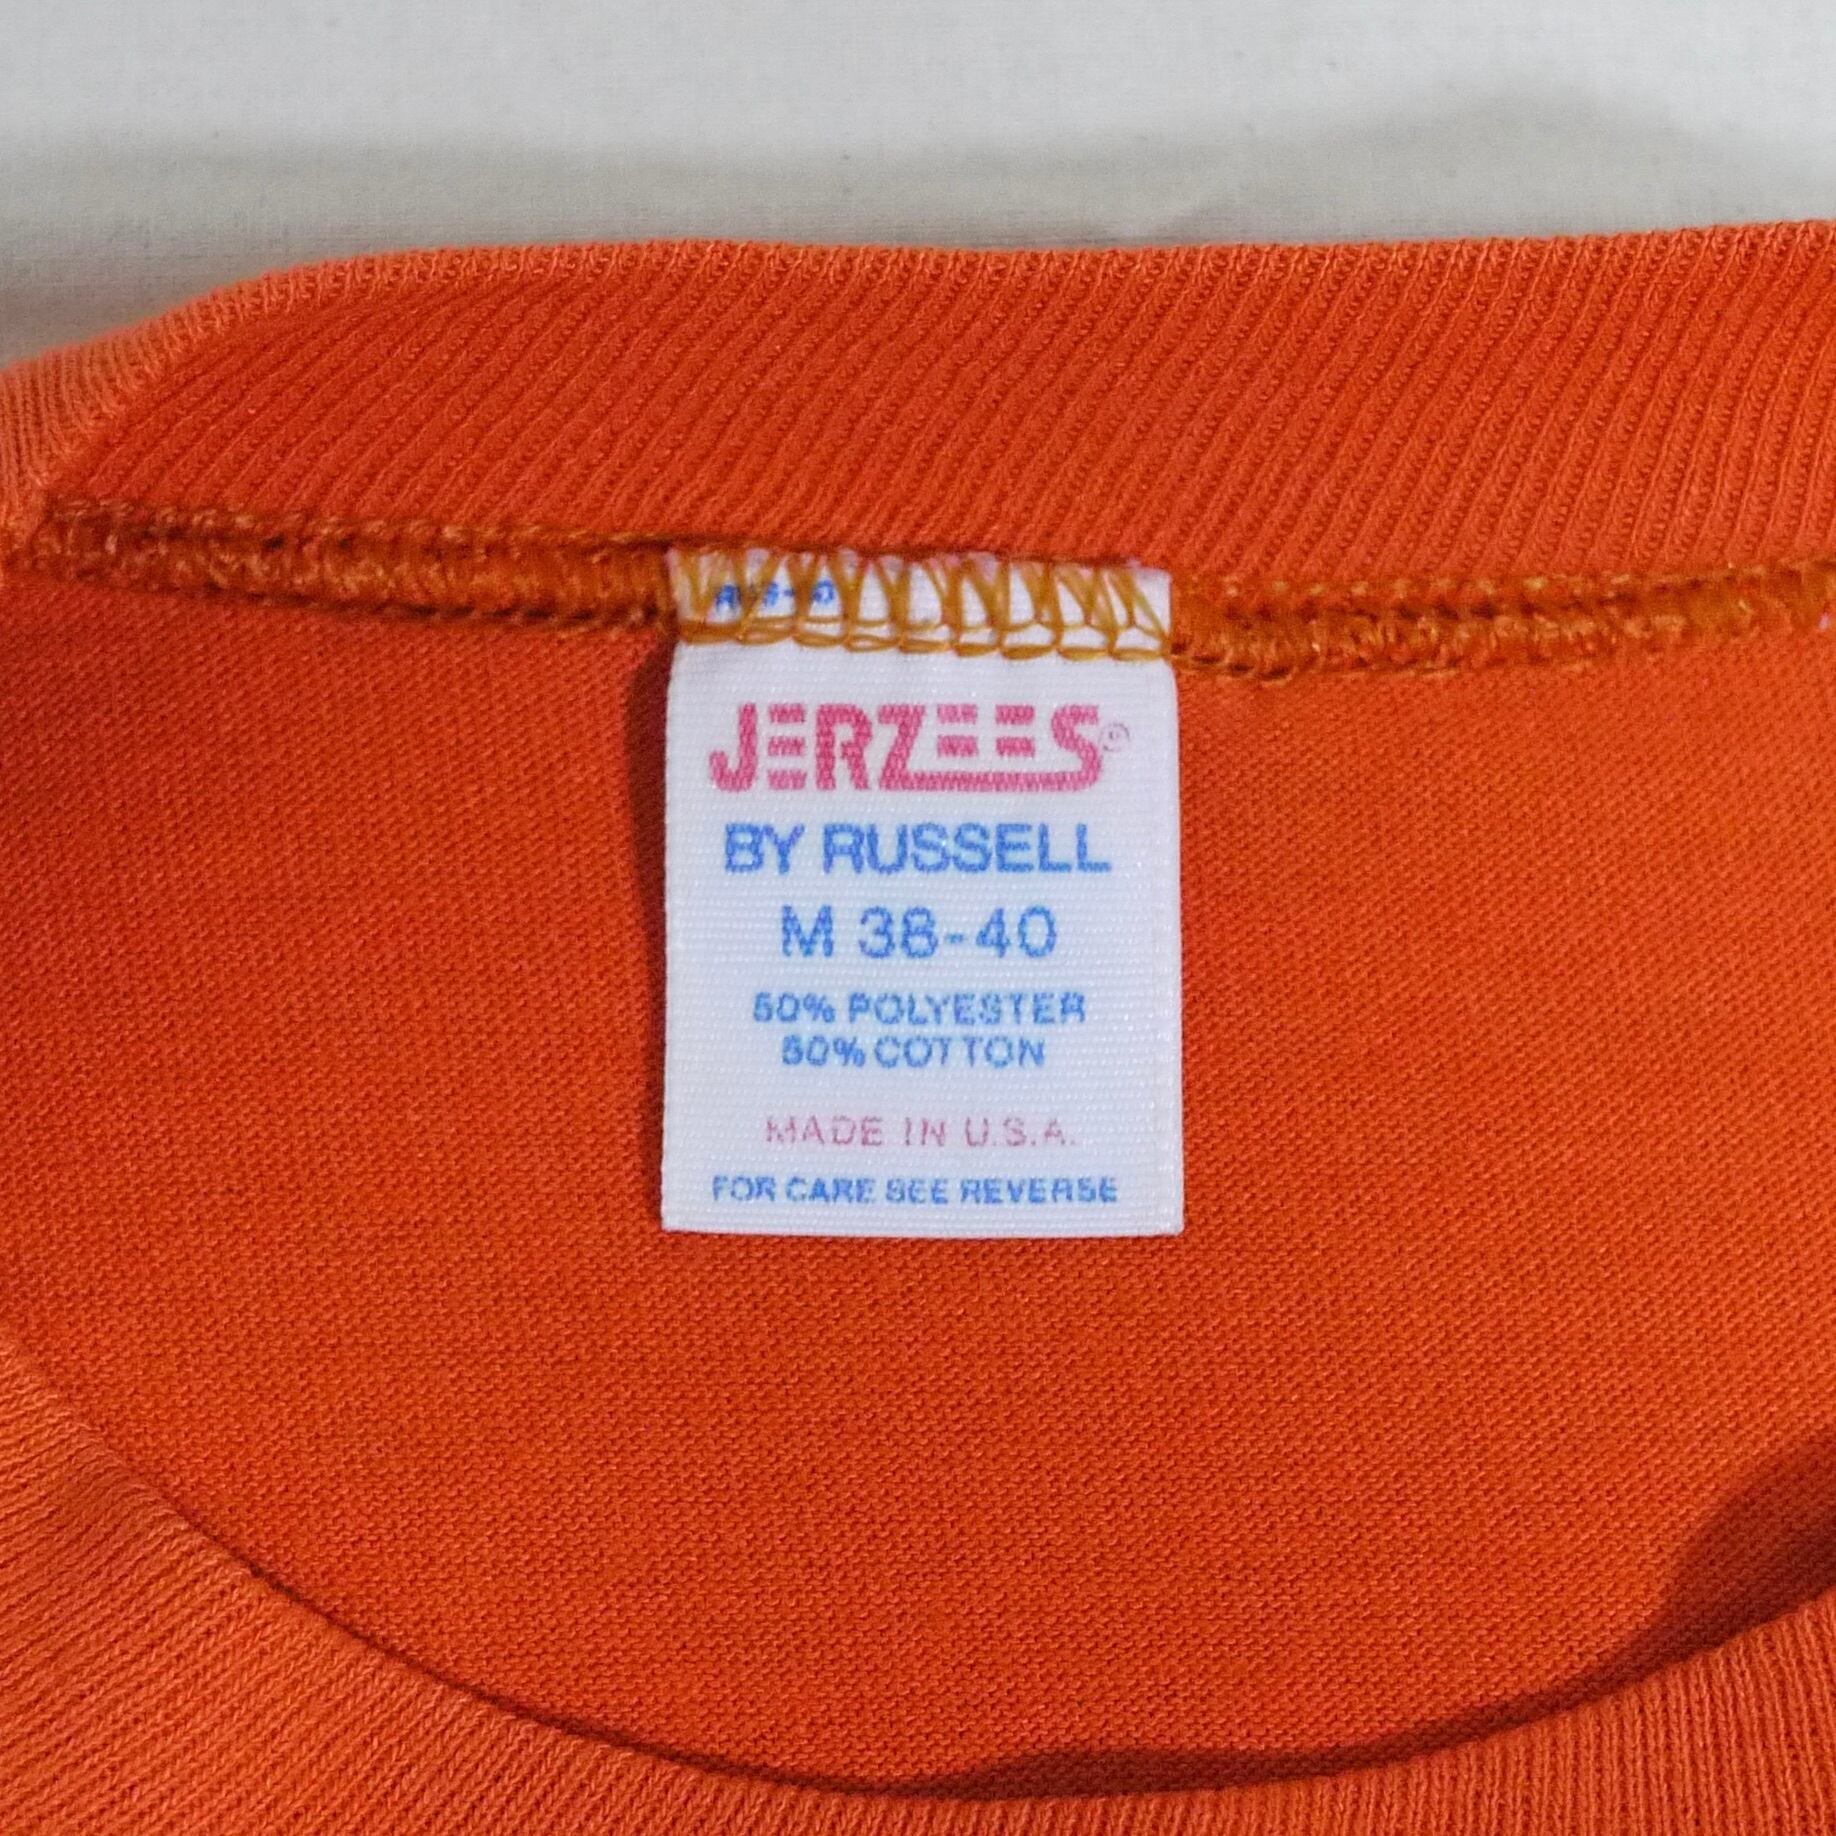 JERZEES®
BY RUSSELL
M 38-40
50% POLYESTER
50% COTTON
MADE IN U.S.A.
FOR CARE SEE REVERSE